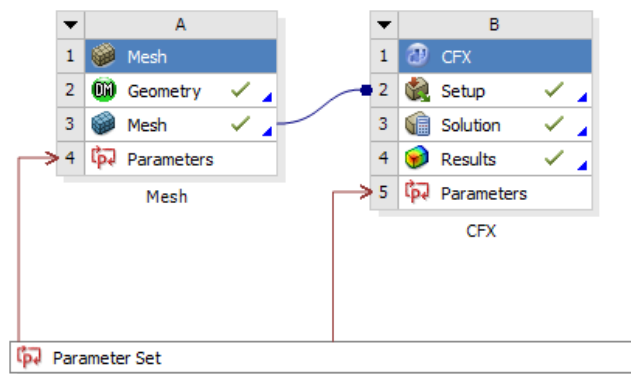 A
1 Mesh
2 DM Geometry
3 Mesh
4 Parameters
Mesh
B
1 CFX
2 Setup
3 Solution
4 Results
5 Parameters
CFX
Parameter Set